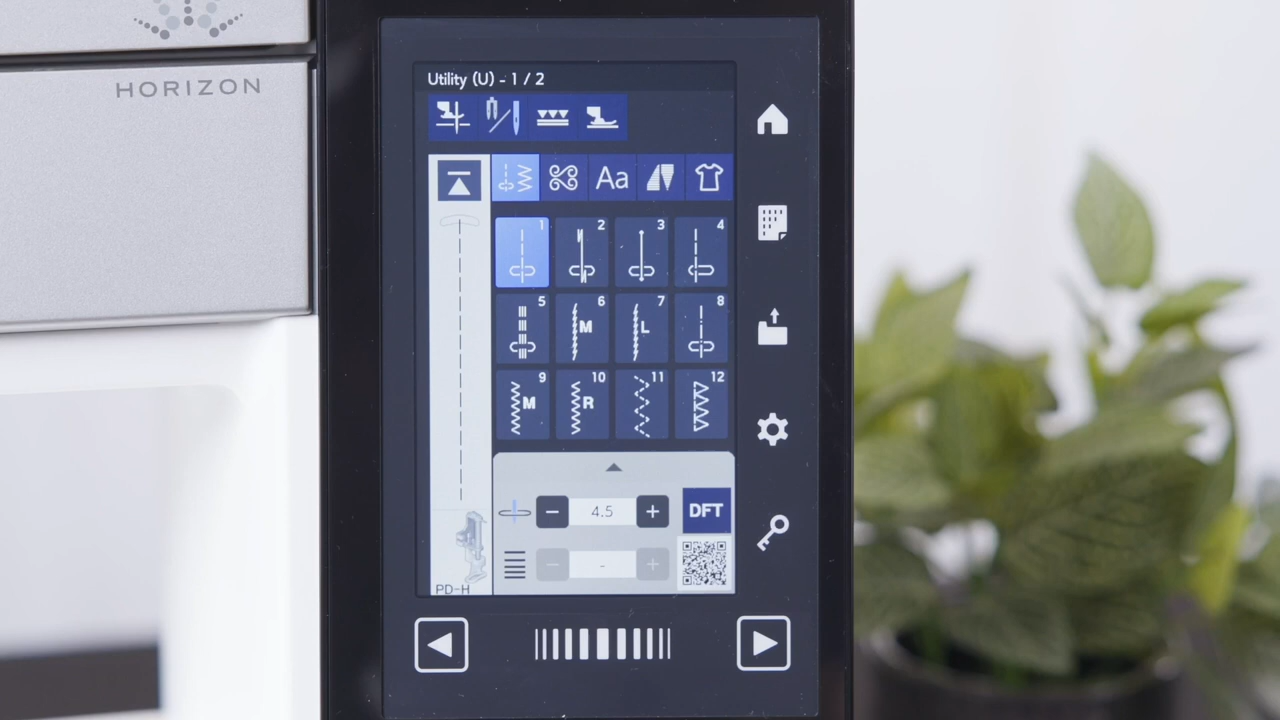 HORIZON
Utility (U) - 1 / 2
Aa
1 2 3 4
5 6 M 7 L 8
9 M 10 R 11 12
4.5 DFT
-
PD-H